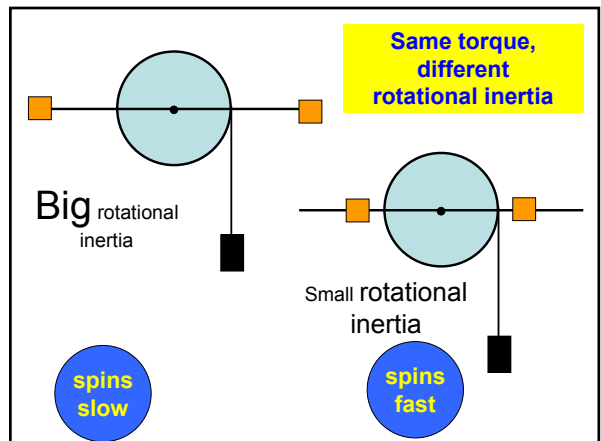 Same torque,
different
rotational inertia
Big rotational
inertia
Small rotational
inertia
spins
slow
spins
fast